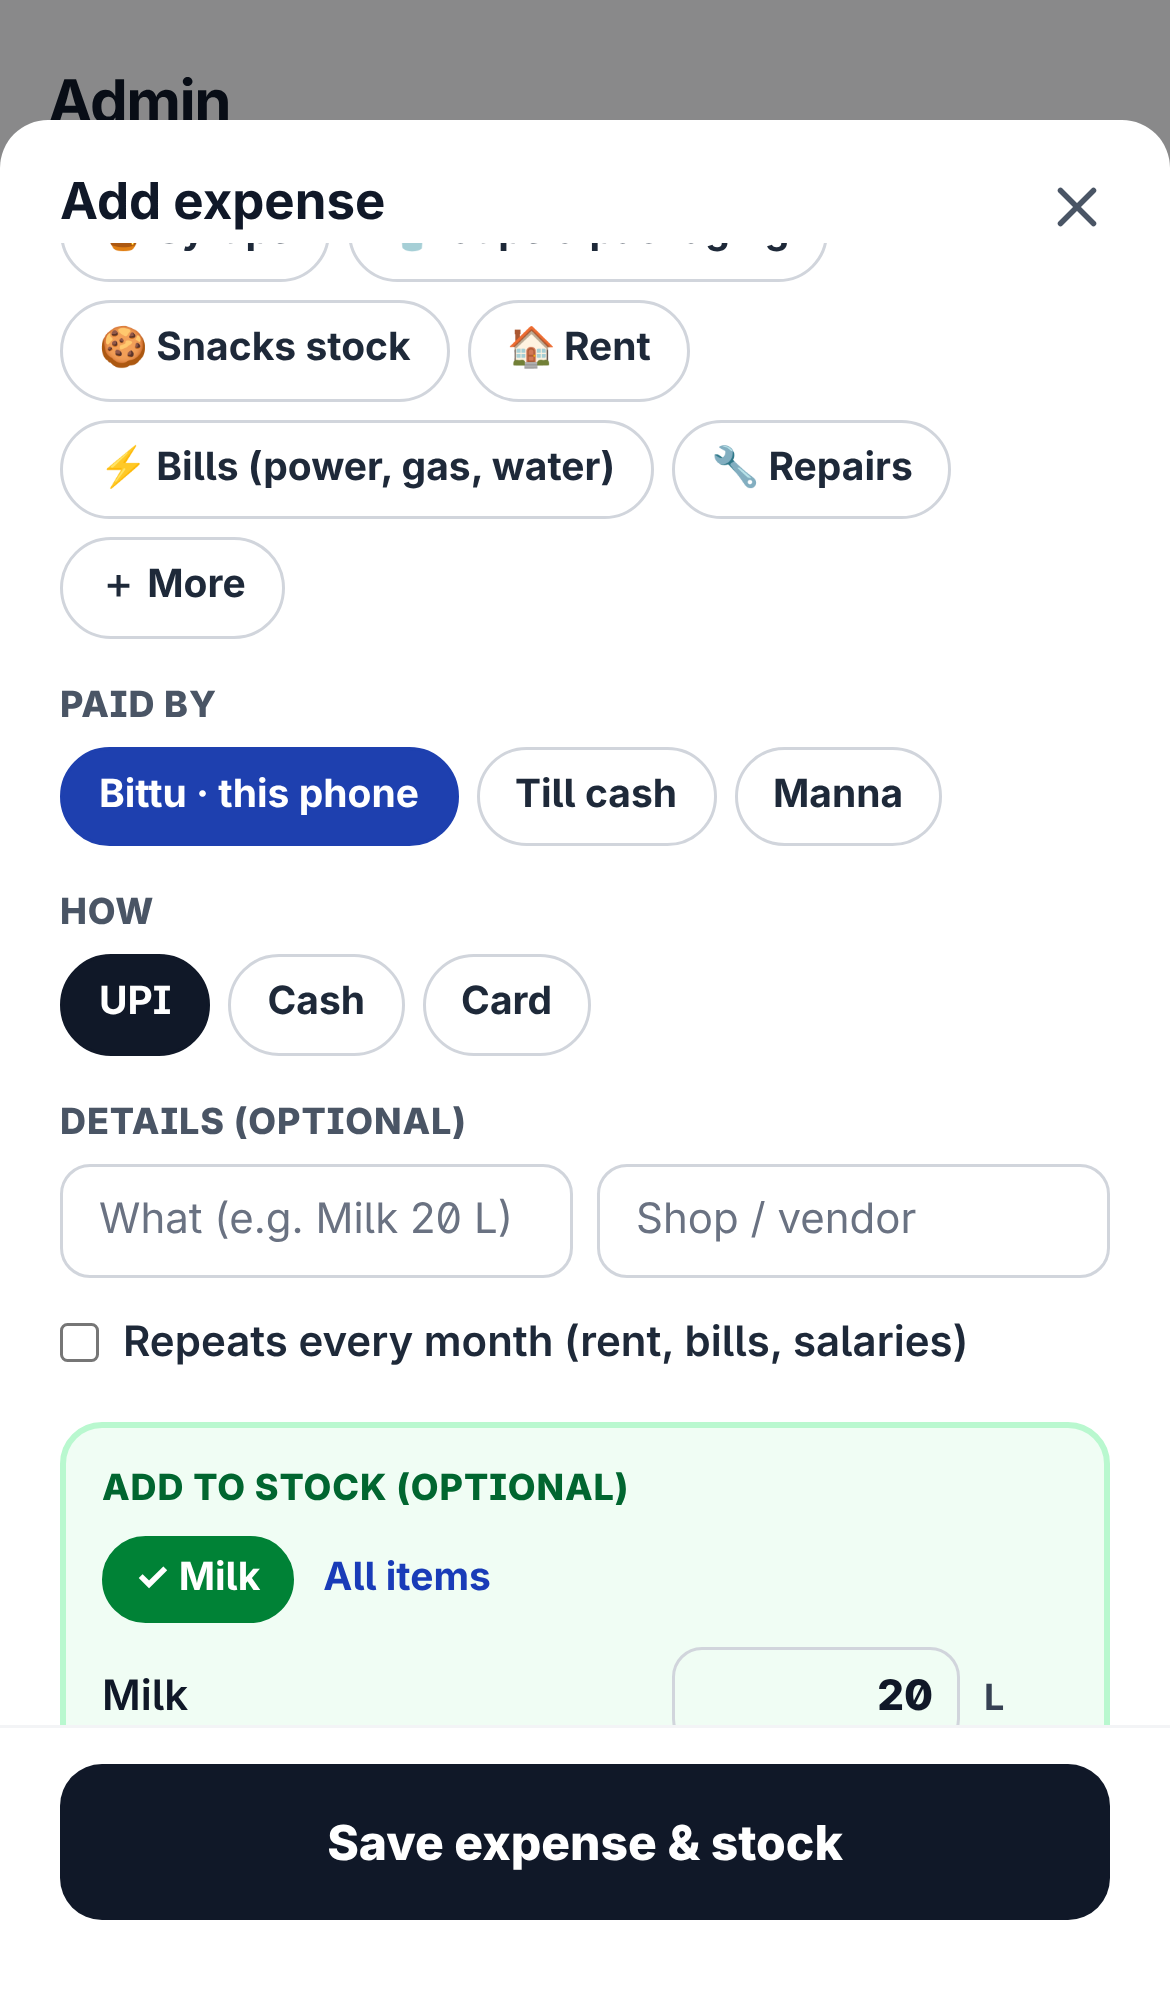 Admin
Add expense
🍪 Snacks stock
🏠 Rent
⚡ Bills (power, gas, water)
🔧 Repairs
+ More
PAID BY
Bittu · this phone
Till cash
Manna
HOW
UPI
Cash
Card
DETAILS (OPTIONAL)
What (e.g. Milk 20 L)
Shop / vendor
Repeats every month (rent, bills, salaries)
ADD TO STOCK (OPTIONAL)
✓ Milk
All items
Milk
20
L
Save expense & stock